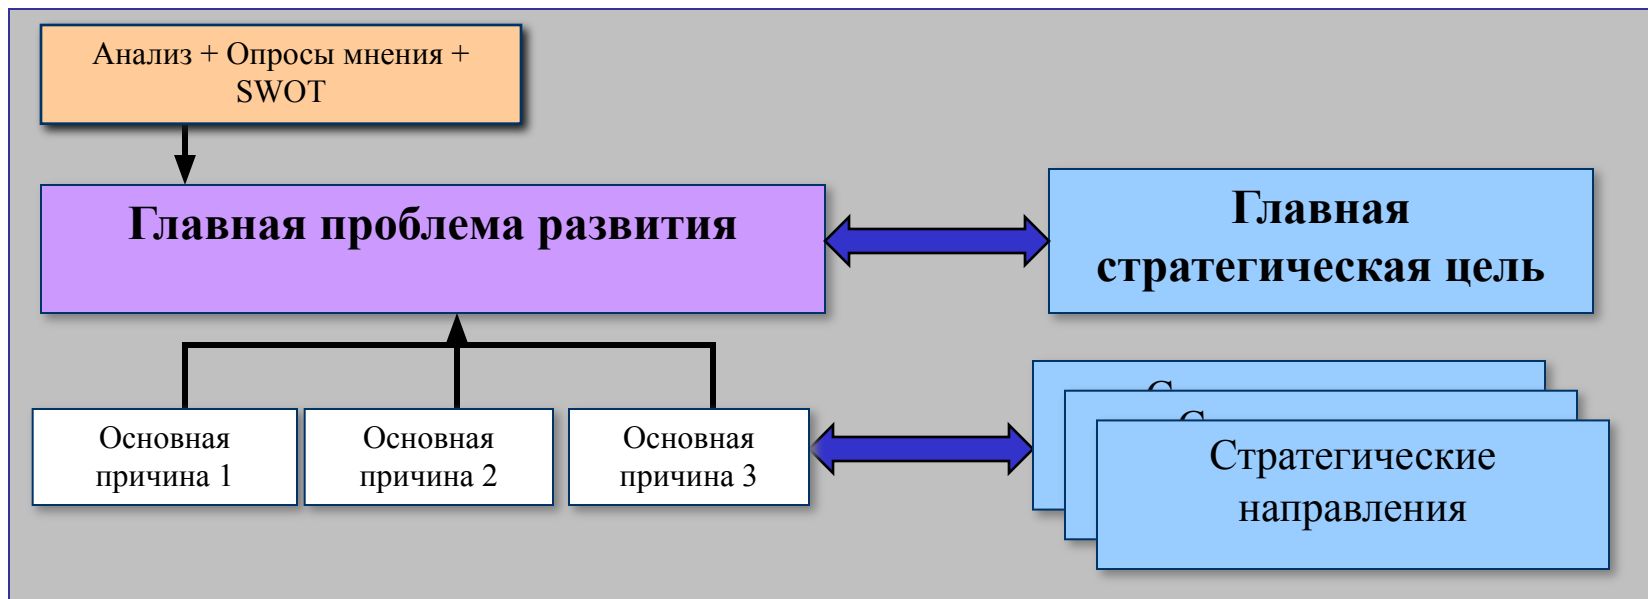 Анализ + Опросы мнения +
SWOT
Главная проблема развития
Главная
стратегическая цель
Основная
причина 1
Основная
причина 2
Основная
причина 3
Стратегические
направления